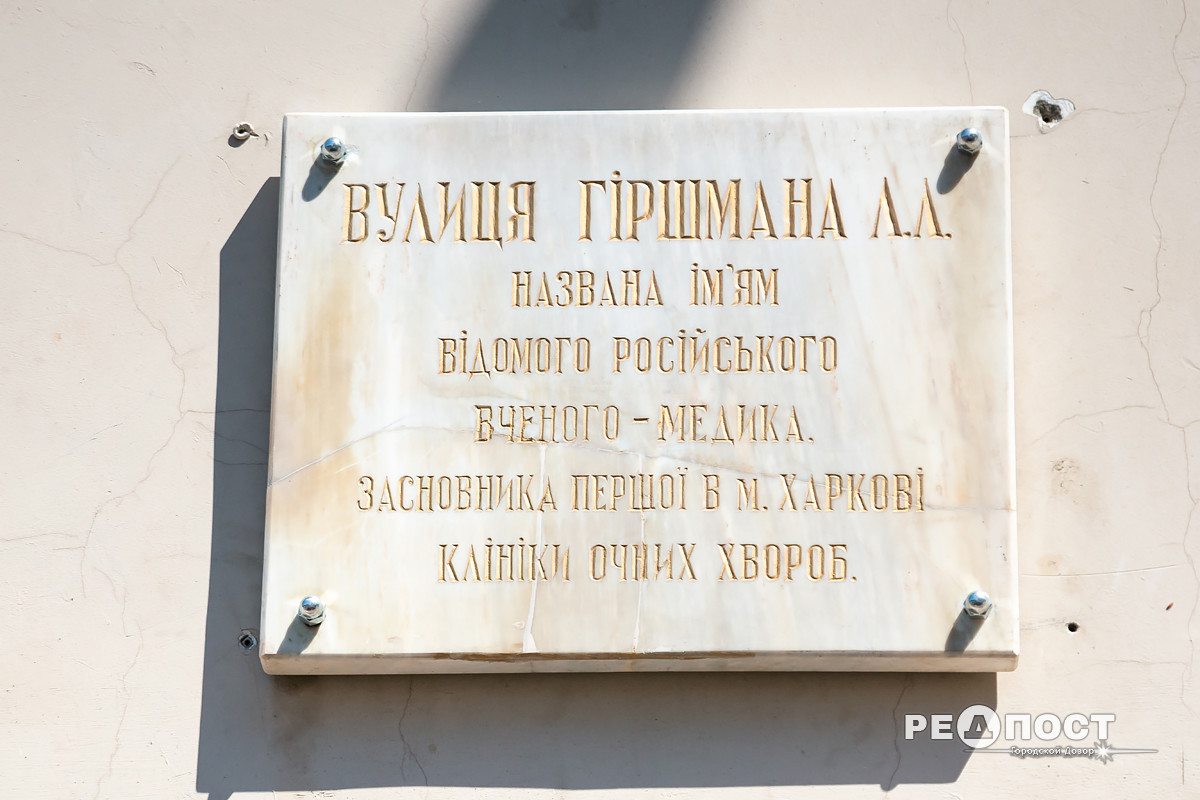 ВУЛИЦЯ ГІРШМАНА Л.Л.
НАЗВАНА ІМ'ЯМ
ВІДОМОГО РОСІЙСЬКОГО
ВЧЕНОГО-МЕДИКА,
ЗАСНОВНИКА ПЕРШОЇ В М. ХАРКОВІ
КЛІНІКИ ОЧНИХ ХВОРОБ.
РЕДПОСТ
Городской Дозор